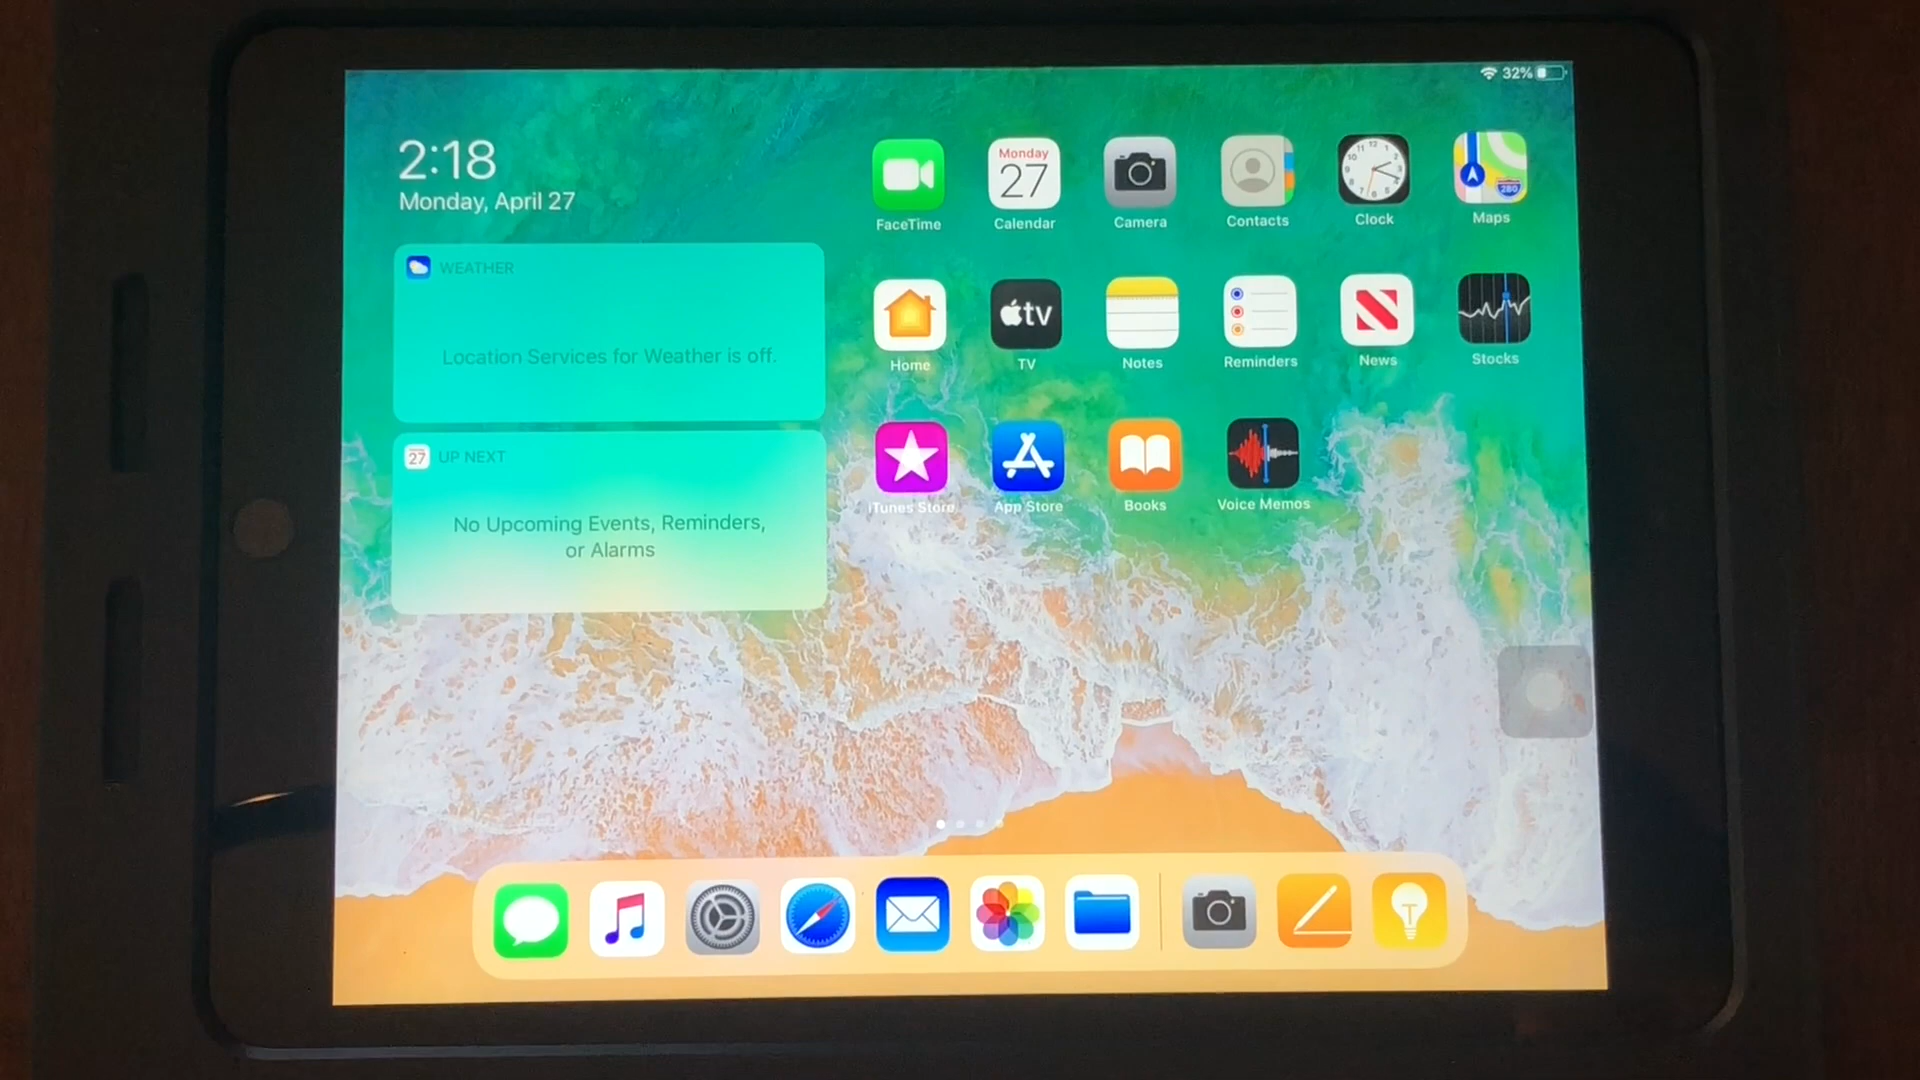 32%
2:18
Monday, April 27
WEATHER
Location Services for Weather is off.
27 UP NEXT
No Upcoming Events, Reminders,
or Alarms
Monday
27
280
FaceTime Calendar Camera Contacts Clock Maps
tv
Home TV Notes Reminders News Stocks
iTunes Store App Store Books Voice Memos